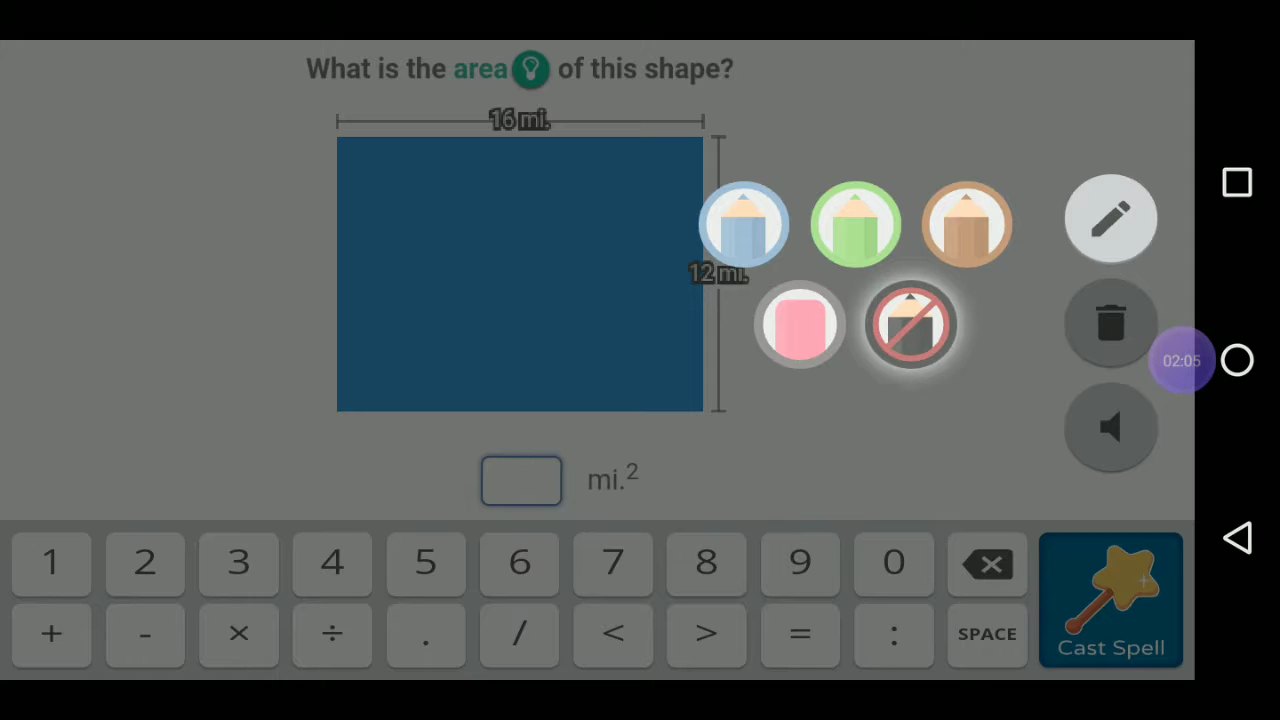 What is the area of this shape?
16 mi.
12 mi.
mi.²
1 2 3 4 5 6 7 8 9 0
+ - × ÷ . / < > = : SPACE
Cast Spell
02:05